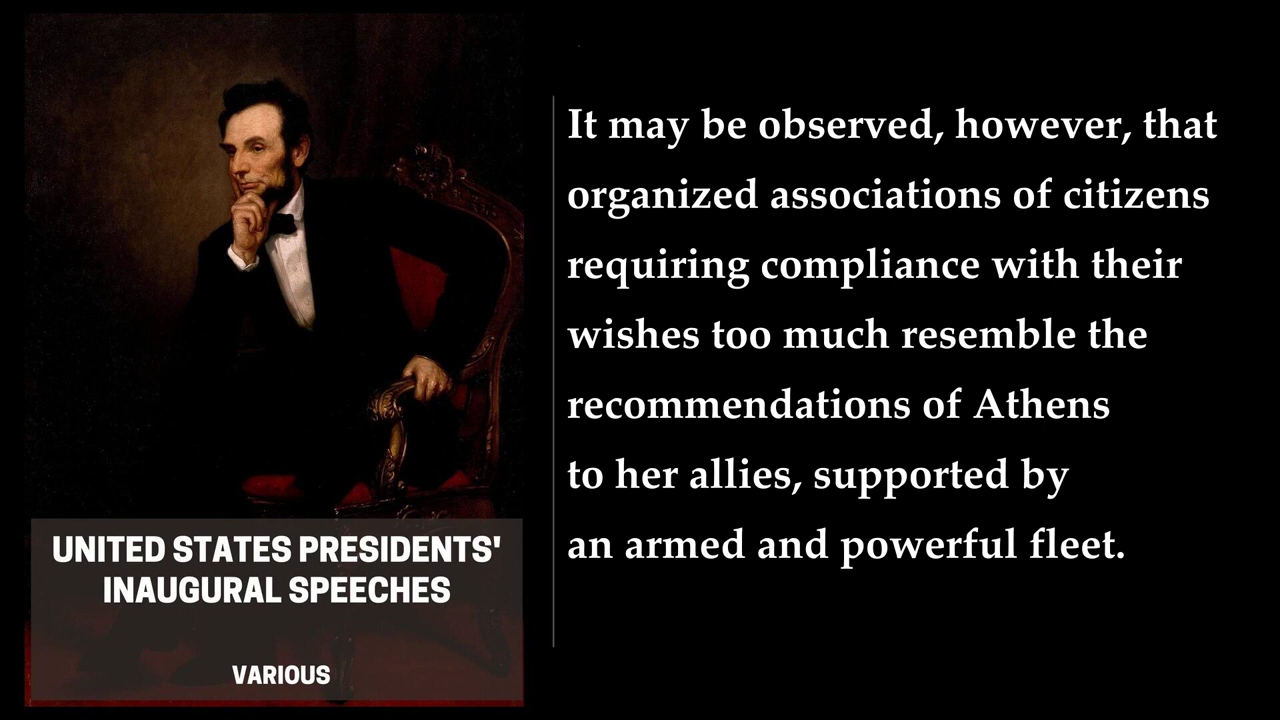 UNITED STATES PRESIDENTS'
INAUGURAL SPEECHES
VARIOUS
It may be observed, however, that
organized associations of citizens
requiring compliance with their
wishes too much resemble the
recommendations of Athens
to her allies, supported by
an armed and powerful fleet.